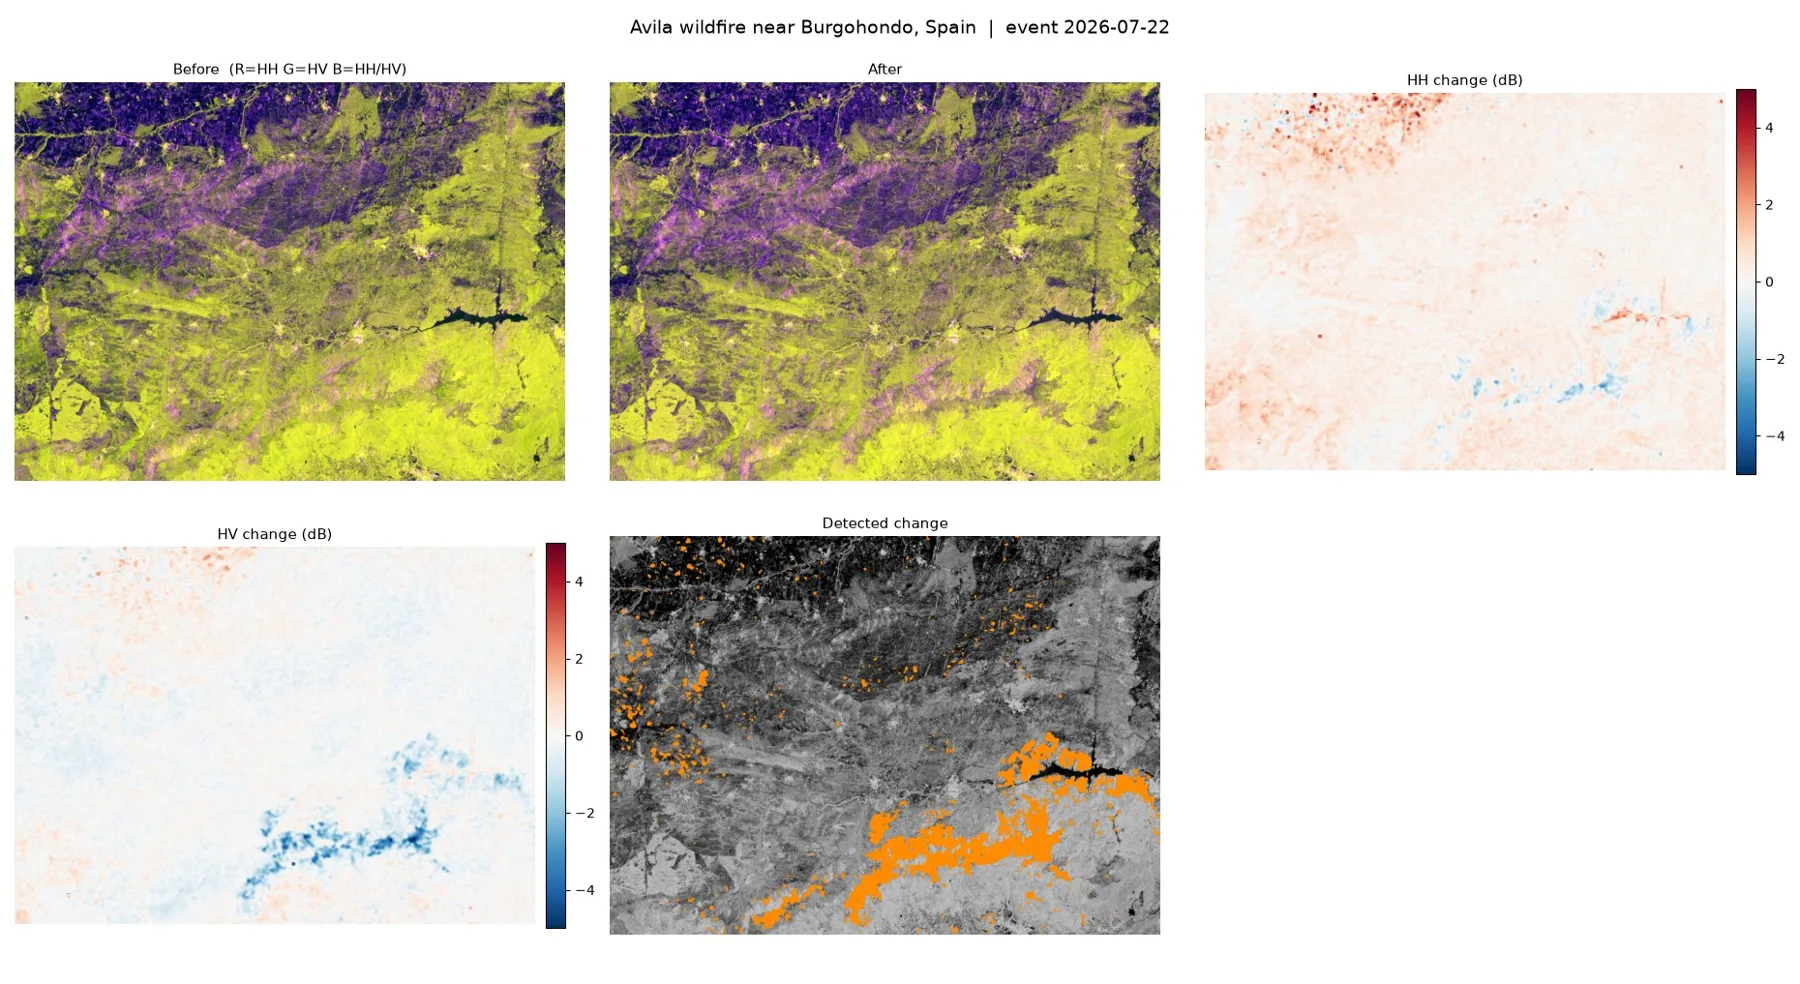 Avila wildfire near Burgohondo, Spain | event 2026-07-22
Before (R=HH G=HV B=HH/HV)
After
HH change (dB)
4
2
0
−2
−4
HV change (dB)
4
2
0
−2
−4
Detected change